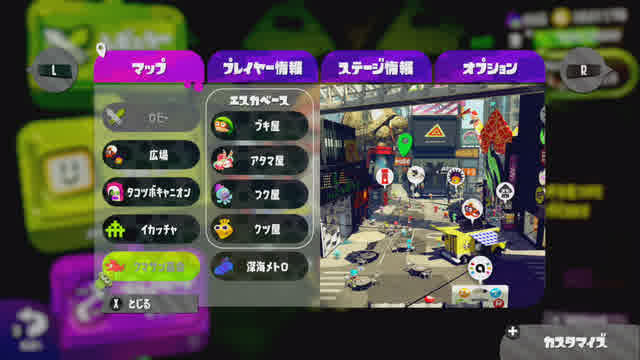 L
マップ
プレイヤー情報
ステージ情報
オプション
R
ロビー
広場
タコツボキャニオン
イカッチャ
エスカベース
ブキ屋
アタマ屋
フク屋
クツ屋
深海メトロ
X とじる
+
カスタマイズ